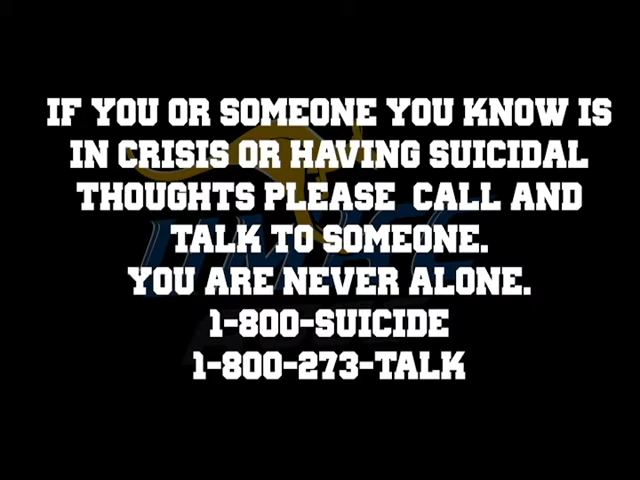 IF YOU OR SOMEONE YOU KNOW IS
IN CRISIS OR HAVING SUICIDAL
THOUGHTS PLEASE CALL AND
TALK TO SOMEONE.
YOU ARE NEVER ALONE.
1-800-SUICIDE
1-800-273-TALK
UMKC